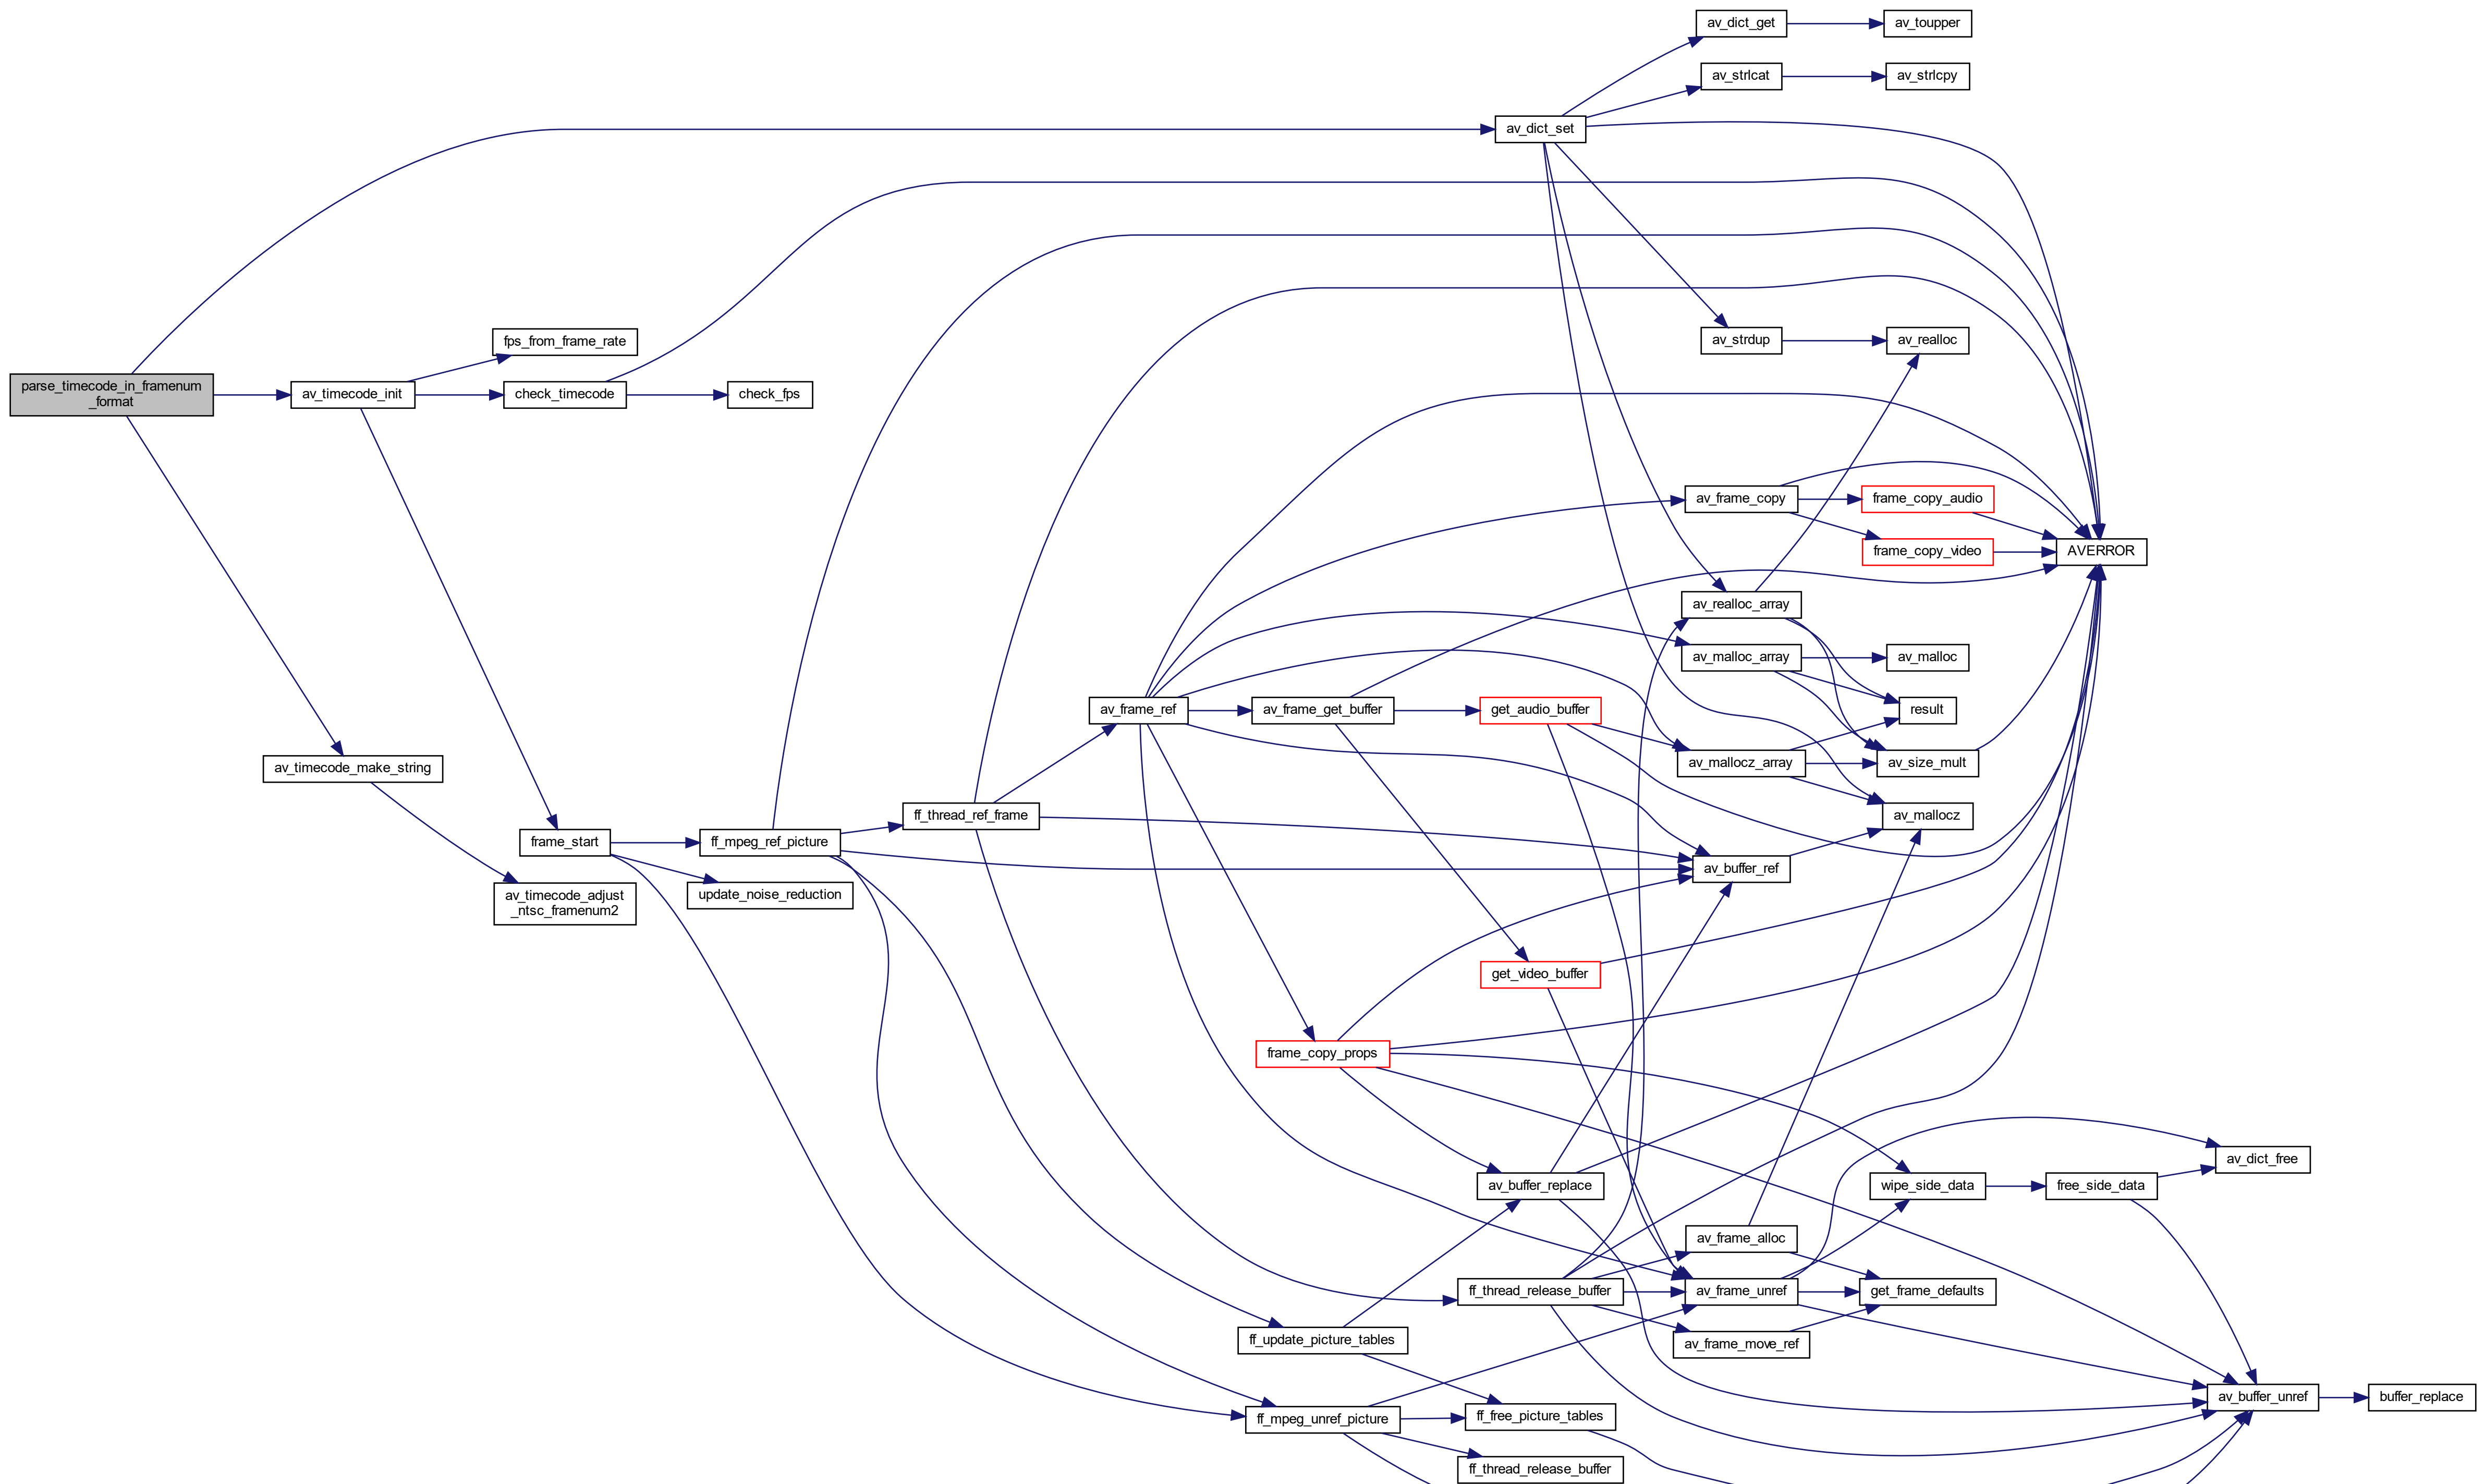 av_dict_get
av_toupper
av_strlcat
av_strlcpy
av_dict_set
fps_from_frame_rate
av_strdup
av_realloc
parse_timecode_in_framenum
_format
av_timecode_init
check_timecode
check_fps
av_frame_copy
frame_copy_audio
frame_copy_video
AVERROR
av_realloc_array
av_malloc_array
av_malloc
av_frame_ref
av_frame_get_buffer
get_audio_buffer
result
av_timecode_make_string
av_mallocz_array
av_size_mult
ff_thread_ref_frame
av_mallocz
frame_start
ff_mpeg_ref_picture
av_buffer_ref
update_noise_reduction
av_timecode_adjust
_ntsc_framenum2
get_video_buffer
frame_copy_props
av_dict_free
av_buffer_replace
wipe_side_data
free_side_data
av_frame_alloc
ff_thread_release_buffer
av_frame_unref
get_frame_defaults
ff_update_picture_tables
av_frame_move_ref
av_buffer_unref
buffer_replace
ff_mpeg_unref_picture
ff_free_picture_tables
ff_thread_release_buffer